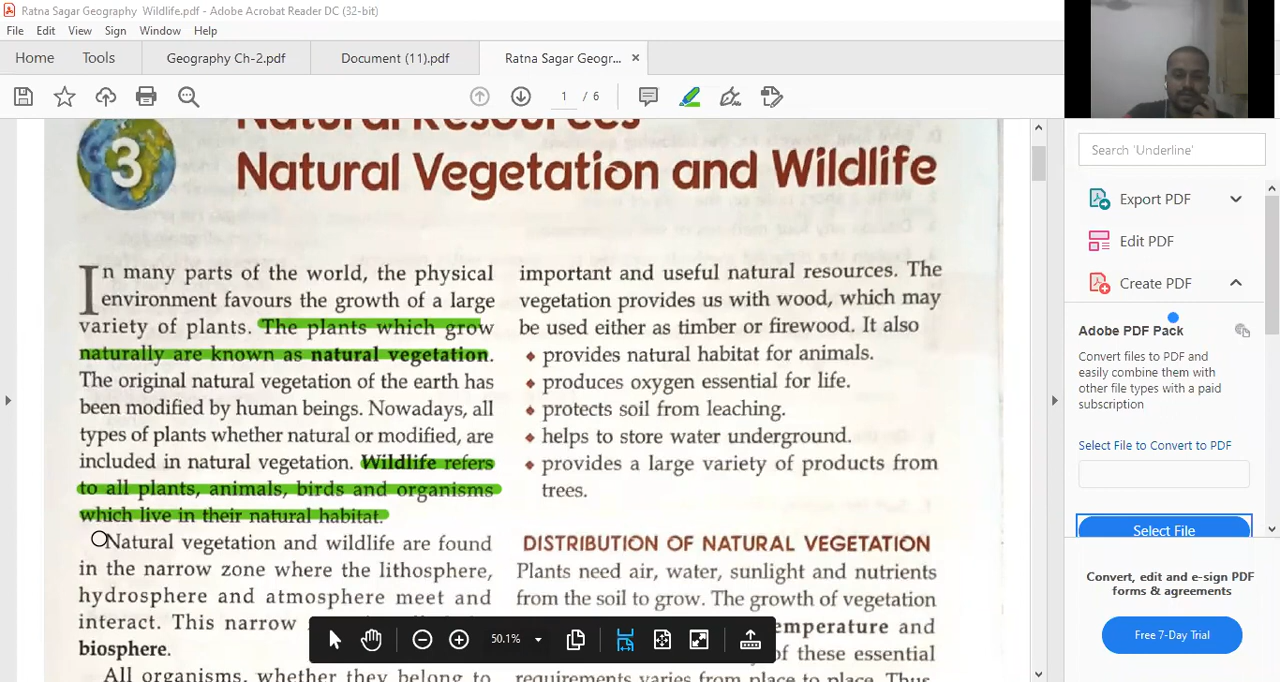 Ratna Sagar Geography Wildlife.pdf - Adobe Acrobat Reader DC (32-bit)
File Edit View Sign Window Help
Home Tools Geography Ch-2.pdf Document (11).pdf Ratna Sagar Geogr... ×
1 / 6
Search 'Underline'
Export PDF
Edit PDF
Create PDF
Adobe PDF Pack
Convert files to PDF and
easily combine them with
other file types with a paid
subscription
Select File to Convert to PDF
Select File
Convert, edit and e-sign PDF
forms & agreements
Free 7-Day Trial
3
Natural Resources
Natural Vegetation and Wildlife
In many parts of the world, the physical
environment favours the growth of a large
variety of plants. The plants which grow
naturally are known as natural vegetation.
The original natural vegetation of the earth has
been modified by human beings. Nowadays, all
types of plants whether natural or modified, are
included in natural vegetation. Wildlife refers
to all plants, animals, birds and organisms
which live in their natural habitat.
Natural vegetation and wildlife are found
in the narrow zone where the lithosphere,
hydrosphere and atmosphere meet and
interact. This narrow
biosphere.
All organisms, whether they belong to
important and useful natural resources. The
vegetation provides us with wood, which may
be used either as timber or firewood. It also
◆ provides natural habitat for animals.
◆ produces oxygen essential for life.
◆ protects soil from leaching.
◆ helps to store water underground.
◆ provides a large variety of products from
trees.
DISTRIBUTION OF NATURAL VEGETATION
Plants need air, water, sunlight and nutrients
from the soil to grow. The growth of vegetation
temperature and
of these essential
requirements varies from place to place. Thus,
50.1%